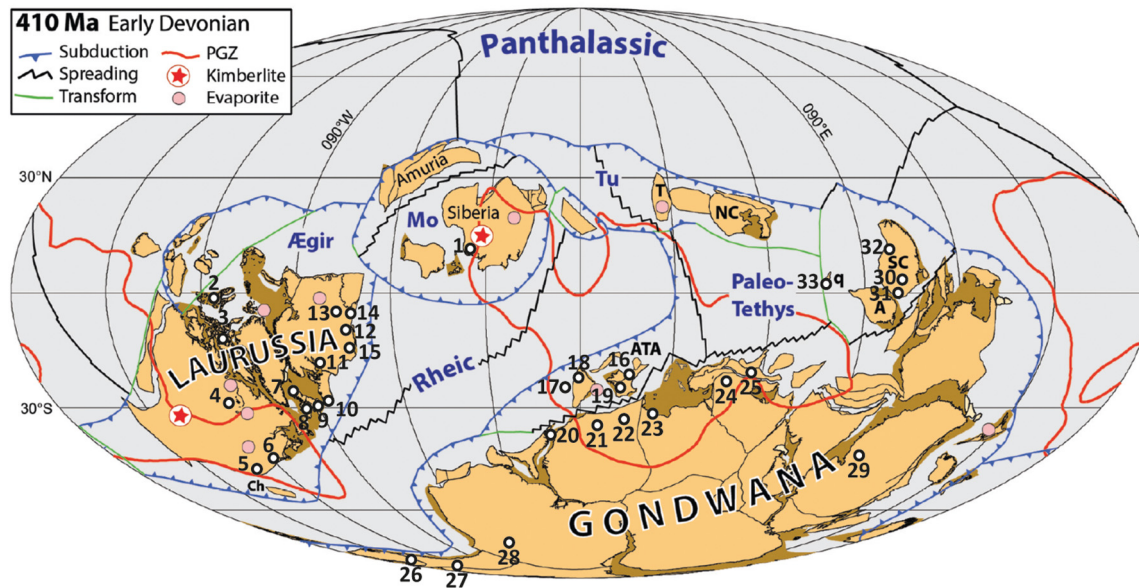 410 Ma Early Devonian
Subduction
PGZ
Spreading
Kimberlite
Transform
Evaporite
Panthalassic
090°W
090°E
30°N
Amuria
Tu
T
NC
Siberia
Mo
1
Ægir
32
SC
30
31
A
33
q
Paleo-
Tethys
2
3
13
14
12
15
LAURUSSIA
11
Rheic
18
16
ATA
17
19
24
25
4
7
8
9
10
20
21
22
23
6
5
Ch
29
GONDWANA
28
26
27
30°S